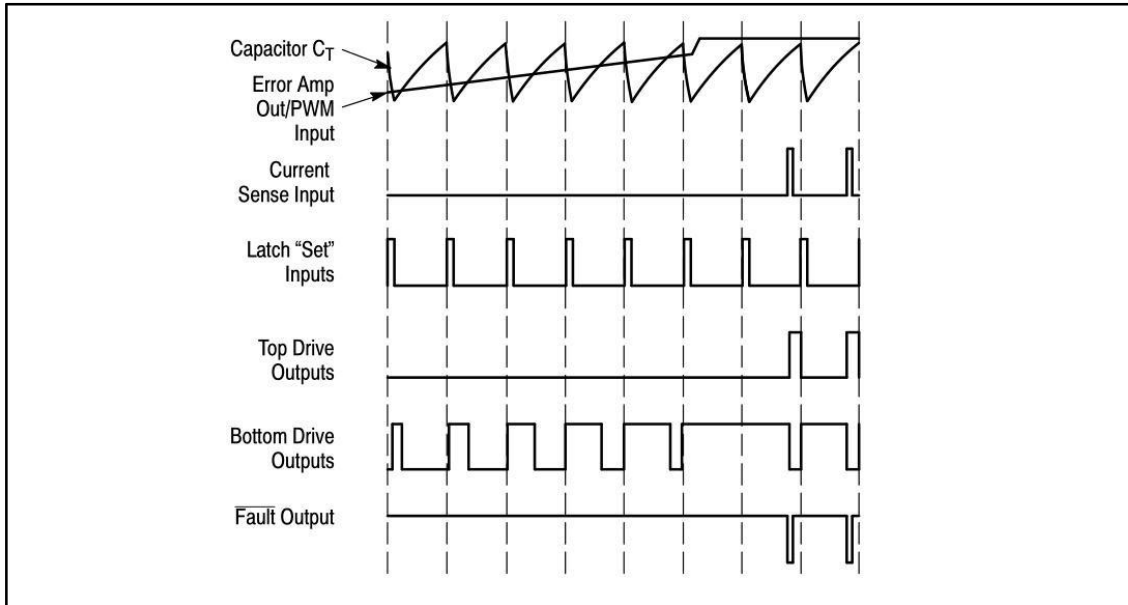 Capacitor CT
Error Amp
Out/PWM
Input
Current
Sense Input
Latch “Set”
Inputs
Top Drive
Outputs
Bottom Drive
Outputs
Fault Output